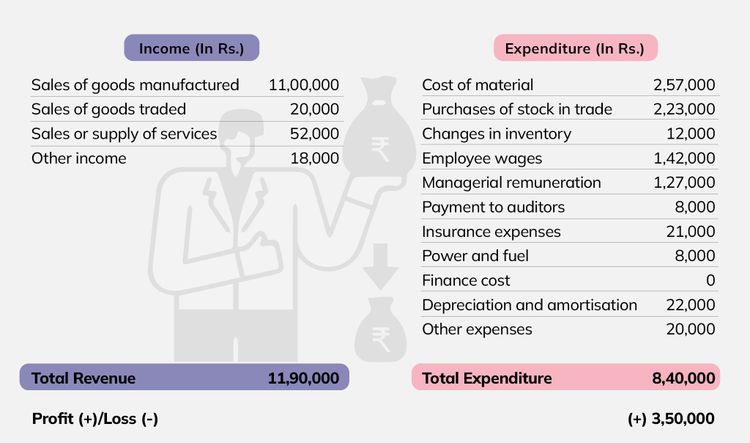 Income (In Rs.)
Sales of goods manufactured 11,00,000
Sales of goods traded 20,000
Sales or supply of services 52,000
Other income 18,000
Total Revenue 11,90,000
Expenditure (In Rs.)
Cost of material 2,57,000
Purchases of stock in trade 2,23,000
Changes in inventory 12,000
Employee wages 1,42,000
Managerial remuneration 1,27,000
Payment to auditors 8,000
Insurance expenses 21,000
Power and fuel 8,000
Finance cost 0
Depreciation and amortisation 22,000
Other expenses 20,000
Total Expenditure 8,40,000
Profit (+)/Loss (-) (+) 3,50,000
₹
₹